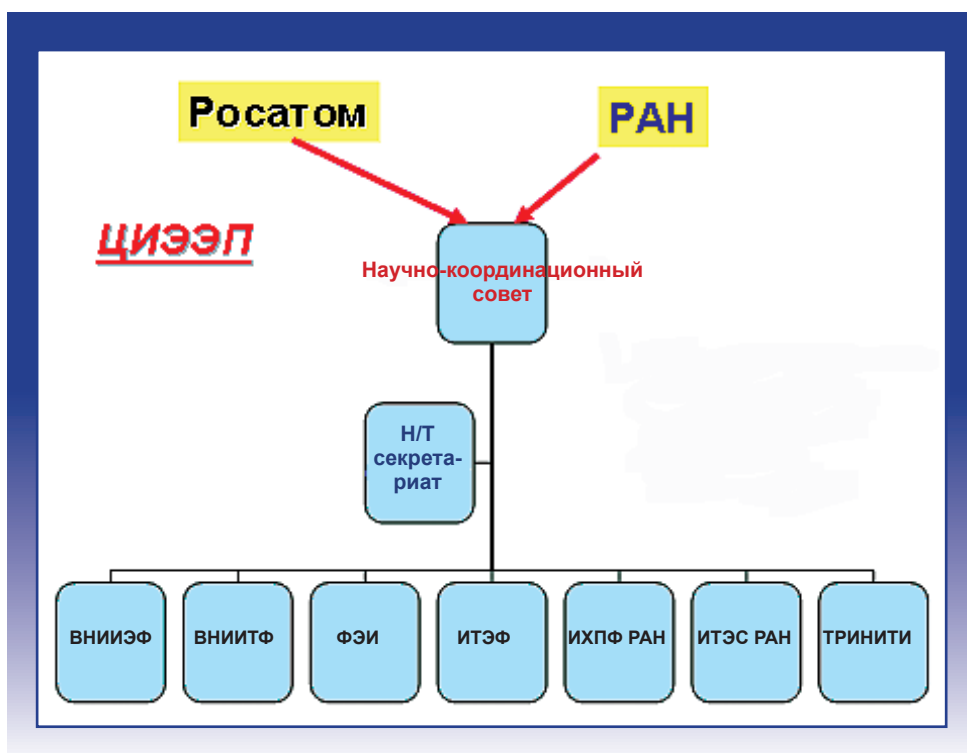 Росатом
РАН
ЦИЭЭП
Научно-координационный
совет
Н/Т
секрета-
риат
ВНИИЭФ
ВНИИТФ
ФЭИ
ИТЭФ
ИХПФ РАН
ИТЭС РАН
ТРИНИТИ